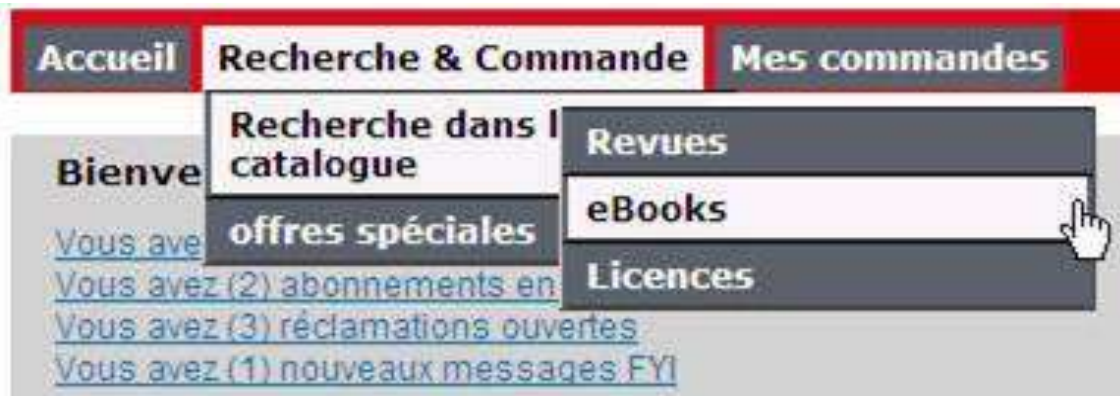 Accueil Recherche & Commande Mes commandes
Recherche dans l
catalogue
offres spéciales
Revues
eBooks
Licences
Bienve
Vous ave
Vous avez (2) abonnements en
Vous avez (3) réclamations ouvertes
Vous avez (1) nouveaux messages FYI